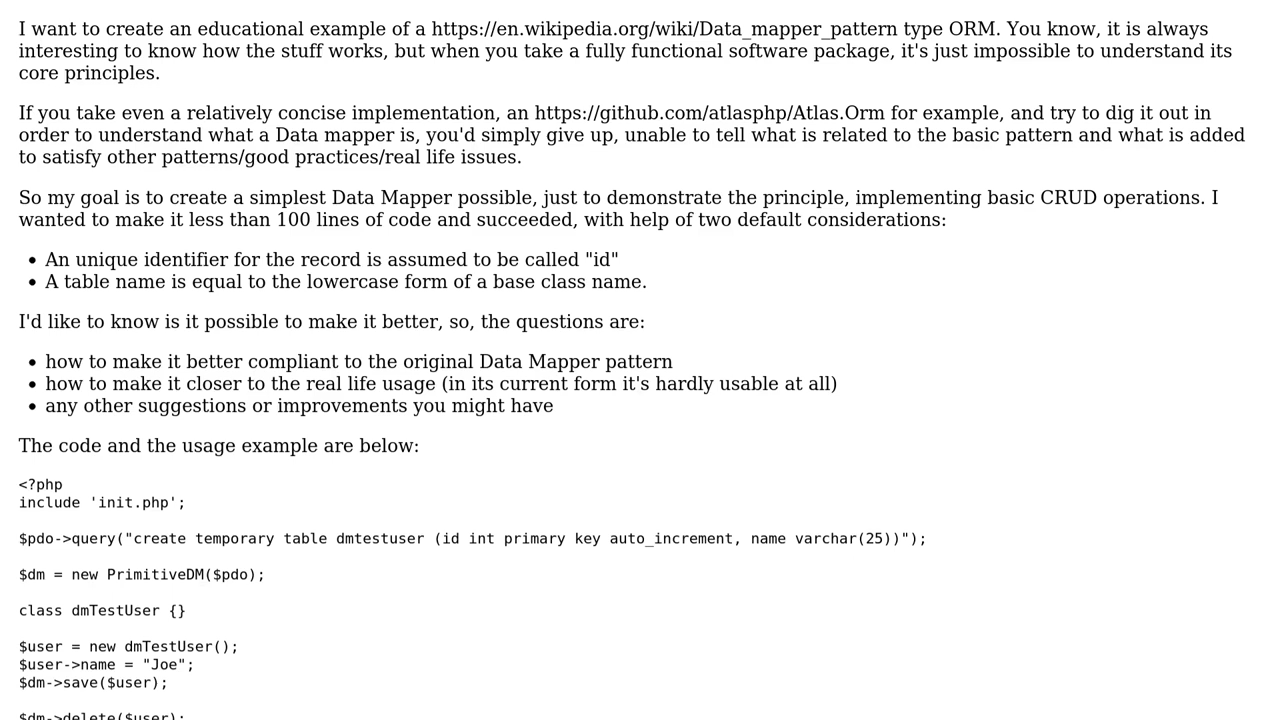 I want to create an educational example of a https://en.wikipedia.org/wiki/Data_mapper_pattern type ORM. You know, it is always
interesting to know how the stuff works, but when you take a fully functional software package, it's just impossible to understand its
core principles.
If you take even a relatively concise implementation, an https://github.com/atlasphp/Atlas.Orm for example, and try to dig it out in
order to understand what a Data mapper is, you'd simply give up, unable to tell what is related to the basic pattern and what is added
to satisfy other patterns/good practices/real life issues.
So my goal is to create a simplest Data Mapper possible, just to demonstrate the principle, implementing basic CRUD operations. I
wanted to make it less than 100 lines of code and succeeded, with help of two default considerations:
• An unique identifier for the record is assumed to be called "id"
• A table name is equal to the lowercase form of a base class name.
I'd like to know is it possible to make it better, so, the questions are:
• how to make it better compliant to the original Data Mapper pattern
• how to make it closer to the real life usage (in its current form it's hardly usable at all)
• any other suggestions or improvements you might have
The code and the usage example are below:
<?php
include 'init.php';
$pdo->query("create temporary table dmtestuser (id int primary key auto_increment, name varchar(25))");
$dm = new PrimitiveDM($pdo);
class dmTestUser {}
$user = new dmTestUser();
$user->name = "Joe";
$dm->save($user);
$dm->delete($user);